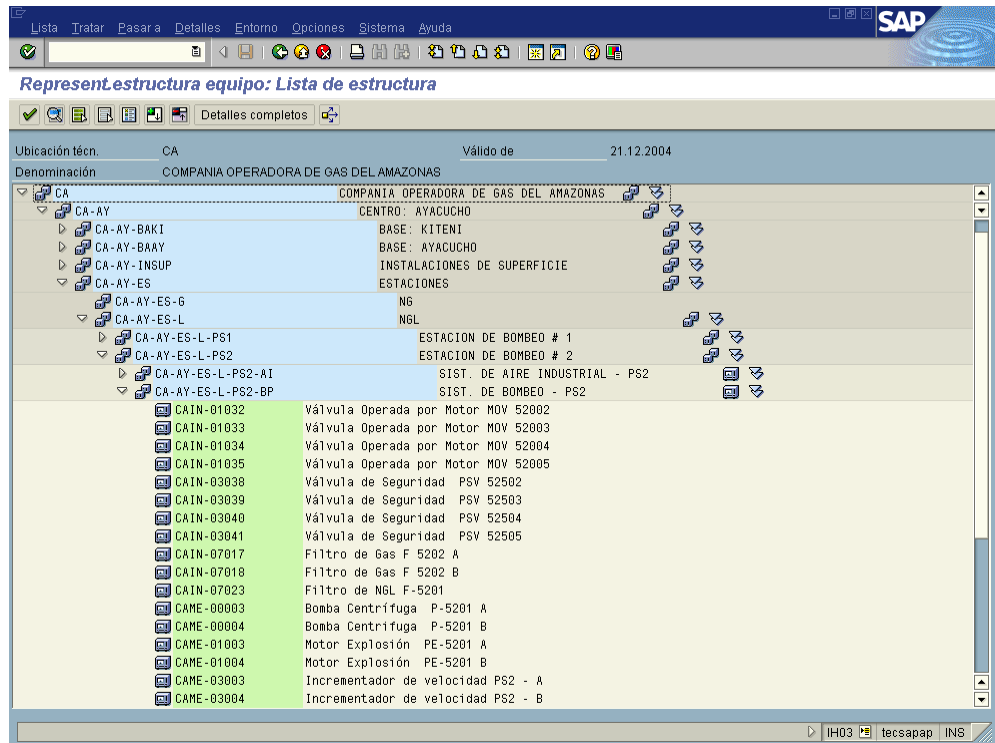 Lista Tratar Pasar a Detalles Entorno Opciones Sistema Ayuda
SAP
Represent.estructura equipo: Lista de estructura
Detalles completos
Ubicación técn. CA Válido de 21.12.2004
Denominación COMPANIA OPERADORA DE GAS DEL AMAZONAS
CA COMPANIA OPERADORA DE GAS DEL AMAZONAS
CA-AY CENTRO: AYACUCHO
CA-AY-BAKI BASE: KITENI
CA-AY-BAAY BASE: AYACUCHO
CA-AY-INSUP INSTALACIONES DE SUPERFICIE
CA-AY-ES ESTACIONES
CA-AY-ES-G NG
CA-AY-ES-L NGL
CA-AY-ES-L-PS1 ESTACION DE BOMBEO # 1
CA-AY-ES-L-PS2 ESTACION DE BOMBEO # 2
CA-AY-ES-L-PS2-AI SIST. DE AIRE INDUSTRIAL - PS2
CA-AY-ES-L-PS2-BP SIST. DE BOMBEO - PS2
CAIN-01032 Válvula Operada por Motor MOV 52002
CAIN-01033 Válvula Operada por Motor MOV 52003
CAIN-01034 Válvula Operada por Motor MOV 52004
CAIN-01035 Válvula Operada por Motor MOV 52005
CAIN-03038 Válvula de Seguridad PSV 52502
CAIN-03039 Válvula de Seguridad PSV 52503
CAIN-03040 Válvula de Seguridad PSV 52504
CAIN-03041 Válvula de Seguridad PSV 52505
CAIN-07017 Filtro de Gas F 5202 A
CAIN-07018 Filtro de Gas F 5202 B
CAIN-07023 Filtro de NGL F-5201
CAME-00003 Bomba Centrífuga P-5201 A
CAME-00004 Bomba Centrífuga P-5201 B
CAME-01003 Motor Explosión PE-5201 A
CAME-01004 Motor Explosión PE-5201 B
CAME-03003 Incrementador de velocidad PS2 - A
CAME-03004 Incrementador de velocidad PS2 - B
IH03 tecsapap INS